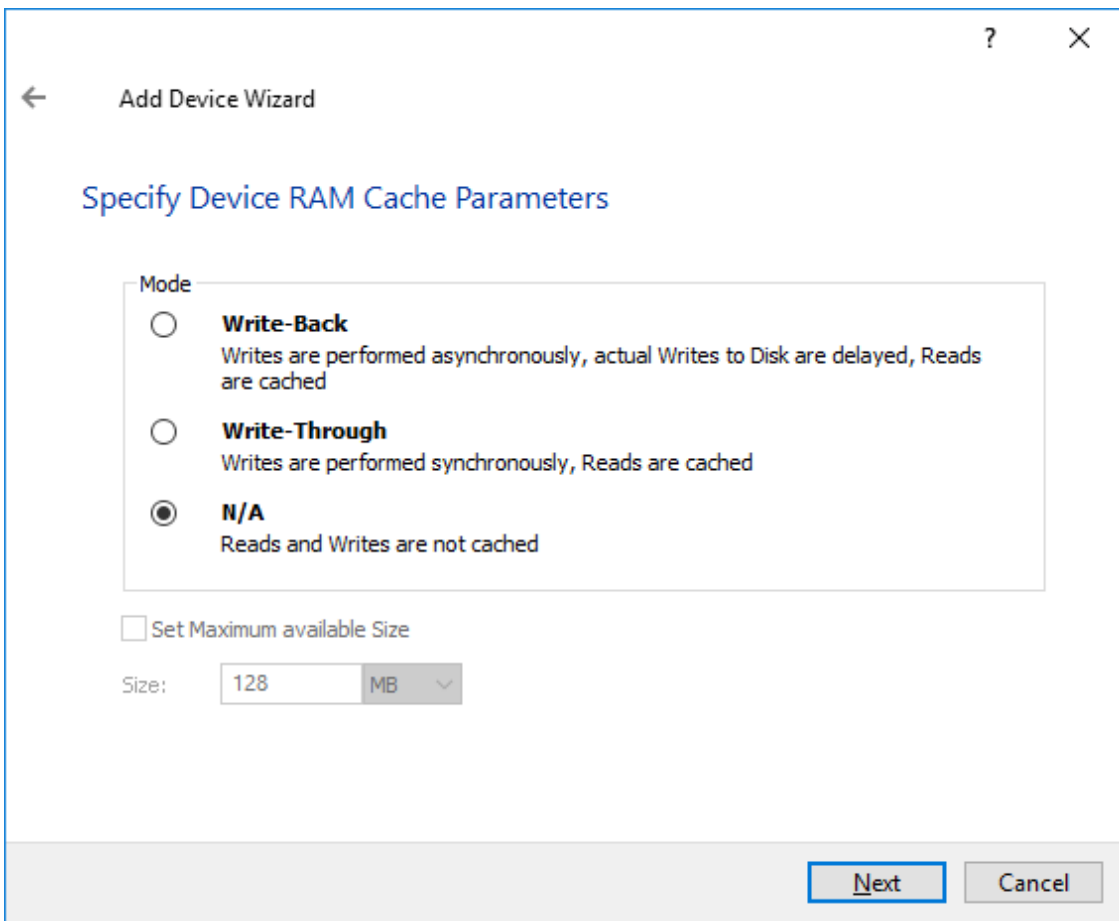 ?
Add Device Wizard
Specify Device RAM Cache Parameters
Mode
Write-Back
Writes are performed asynchronously, actual Writes to Disk are delayed, Reads
are cached
Write-Through
Writes are performed synchronously, Reads are cached
N/A
Reads and Writes are not cached
Set Maximum available Size
Size: 128 MB
Next Cancel